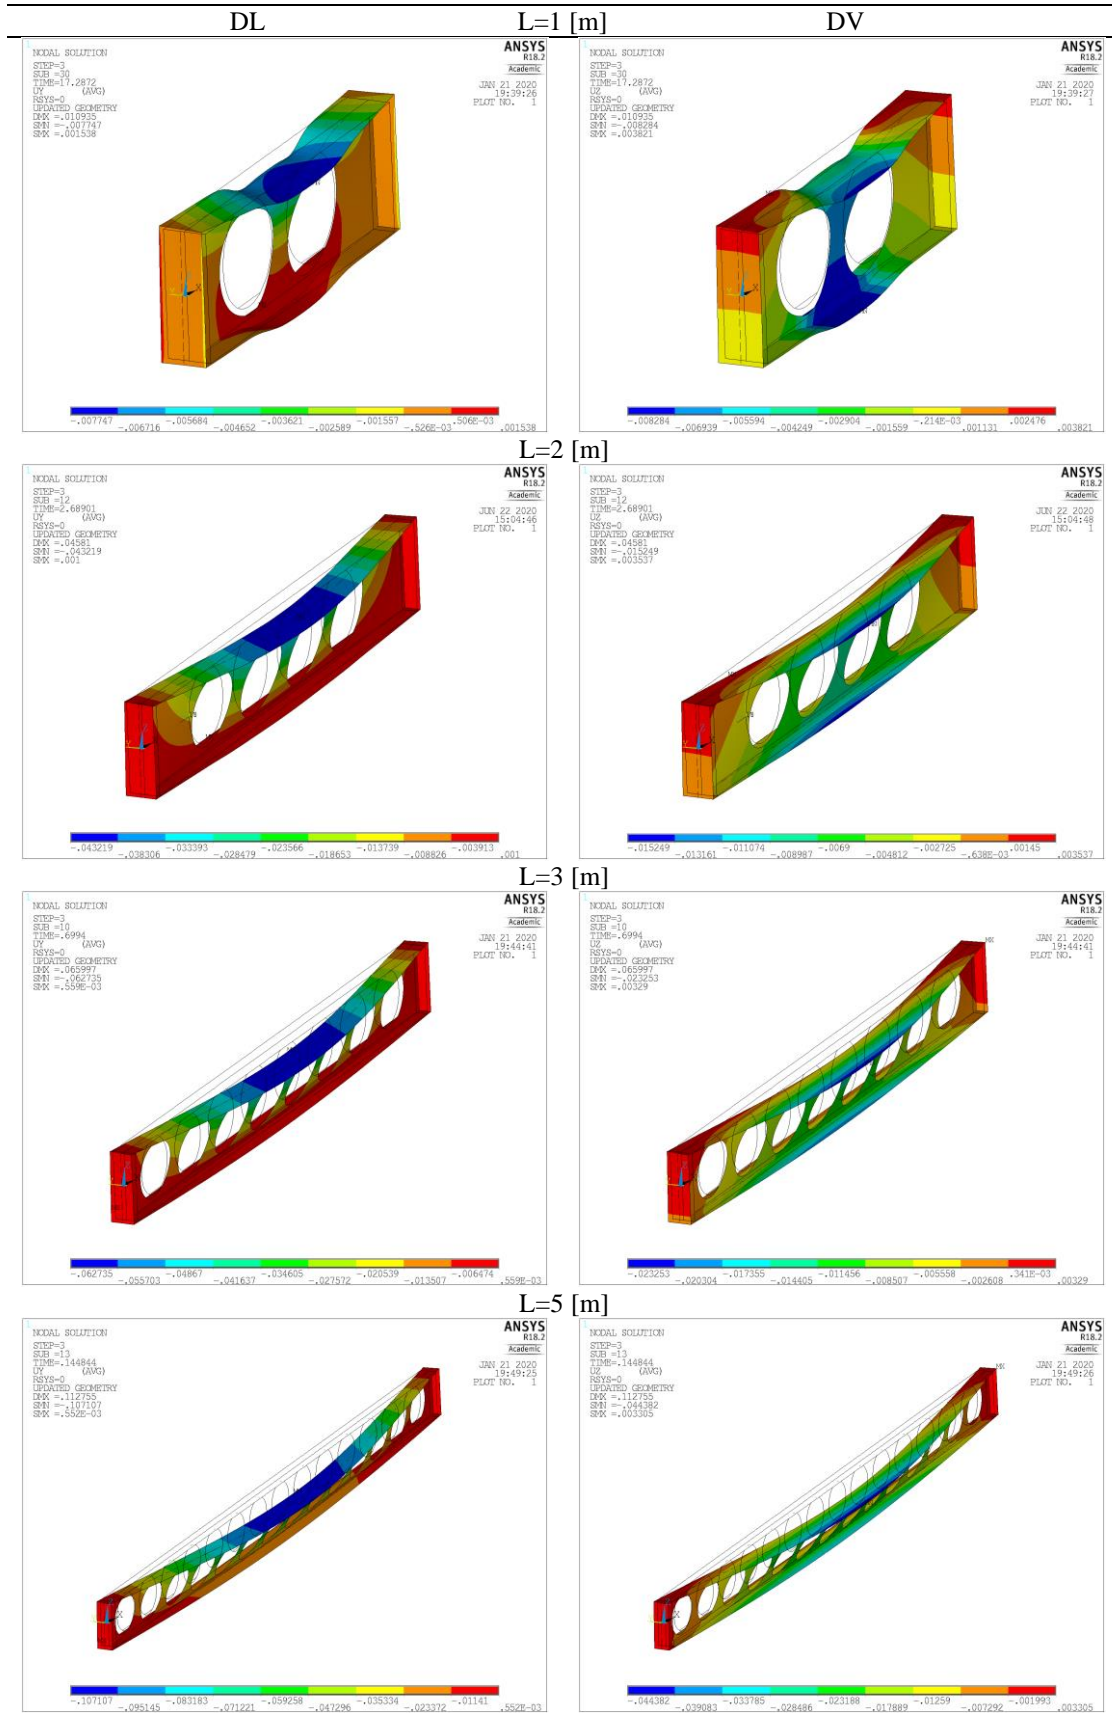 DL L=1 [m] DV
1
NODAL SOLUTION
STEP=3
SUB =30
TIME=17.2872
UY (AVG)
RSYS=0
UPDATED GEOMETRY
DMX =.010935
SMN =-.007747
SMX =.001538
ANSYS
R18.2
Academic
JAN 21 2020
19:39:26
PLOT NO. 1
-.007747 -.005684 -.003621 -.001557 .506E-03
-.006716 -.004652 -.002589 -.526E-03 .001538
1
NODAL SOLUTION
STEP=3
SUB =30
TIME=17.2872
UZ (AVG)
RSYS=0
UPDATED GEOMETRY
DMX =.010935
SMN =-.008284
SMX =.003821
ANSYS
R18.2
Academic
JAN 21 2020
19:39:27
PLOT NO. 1
-.008284 -.005594 -.002904 -.214E-03 .002476
-.006939 -.004249 -.001559 .001131 .003821
L=2 [m]
1
NODAL SOLUTION
STEP=3
SUB =12
TIME=2.68901
UY (AVG)
RSYS=0
UPDATED GEOMETRY
DMX =.04581
SMN =-.043219
SMX =.001
ANSYS
R18.2
Academic
JUN 22 2020
15:04:46
PLOT NO. 1
-.043219 -.033393 -.023566 -.013739 -.003913
-.038306 -.028479 -.018653 -.008826 .001
1
NODAL SOLUTION
STEP=3
SUB =12
TIME=2.68901
UZ (AVG)
RSYS=0
UPDATED GEOMETRY
DMX =.04581
SMN =-.015249
SMX =.003537
ANSYS
R18.2
Academic
JUN 22 2020
15:04:48
PLOT NO. 1
-.015249 -.011074 -.0069 -.002725 .00145
-.013161 -.008987 -.004812 -.638E-03 .003537
L=3 [m]
1
NODAL SOLUTION
STEP=3
SUB =10
TIME=.6994
UY (AVG)
RSYS=0
UPDATED GEOMETRY
DMX =.065997
SMN =-.062735
SMX =.559E-03
ANSYS
R18.2
Academic
JAN 21 2020
19:44:41
PLOT NO. 1
-.062735 -.04867 -.034605 -.020539 -.006474
-.055703 -.041637 -.027572 -.013507 .559E-03
1
NODAL SOLUTION
STEP=3
SUB =10
TIME=.6994
UZ (AVG)
RSYS=0
UPDATED GEOMETRY
DMX =.065997
SMN =-.023253
SMX =.00329
ANSYS
R18.2
Academic
JAN 21 2020
19:44:41
PLOT NO. 1
MX
-.023253 -.017355 -.011456 -.005558 .341E-03
-.020304 -.014405 -.008507 -.002608 .00329
L=5 [m]
1
NODAL SOLUTION
STEP=3
SUB =13
TIME=.144844
UY (AVG)
RSYS=0
UPDATED GEOMETRY
DMX =.112755
SMN =-.107107
SMX =.552E-03
ANSYS
R18.2
Academic
JAN 21 2020
19:49:25
PLOT NO. 1
-.107107 -.083183 -.059258 -.035334 -.01141
-.095145 -.071221 -.047296 -.023372 .552E-03
1
NODAL SOLUTION
STEP=3
SUB =13
TIME=.144844
UZ (AVG)
RSYS=0
UPDATED GEOMETRY
DMX =.112755
SMN =-.044382
SMX =.003305
ANSYS
R18.2
Academic
JAN 21 2020
19:49:26
PLOT NO. 1
MX
-.044382 -.033785 -.023188 -.01259 -.001993
-.039083 -.028486 -.017889 -.007292 .003305